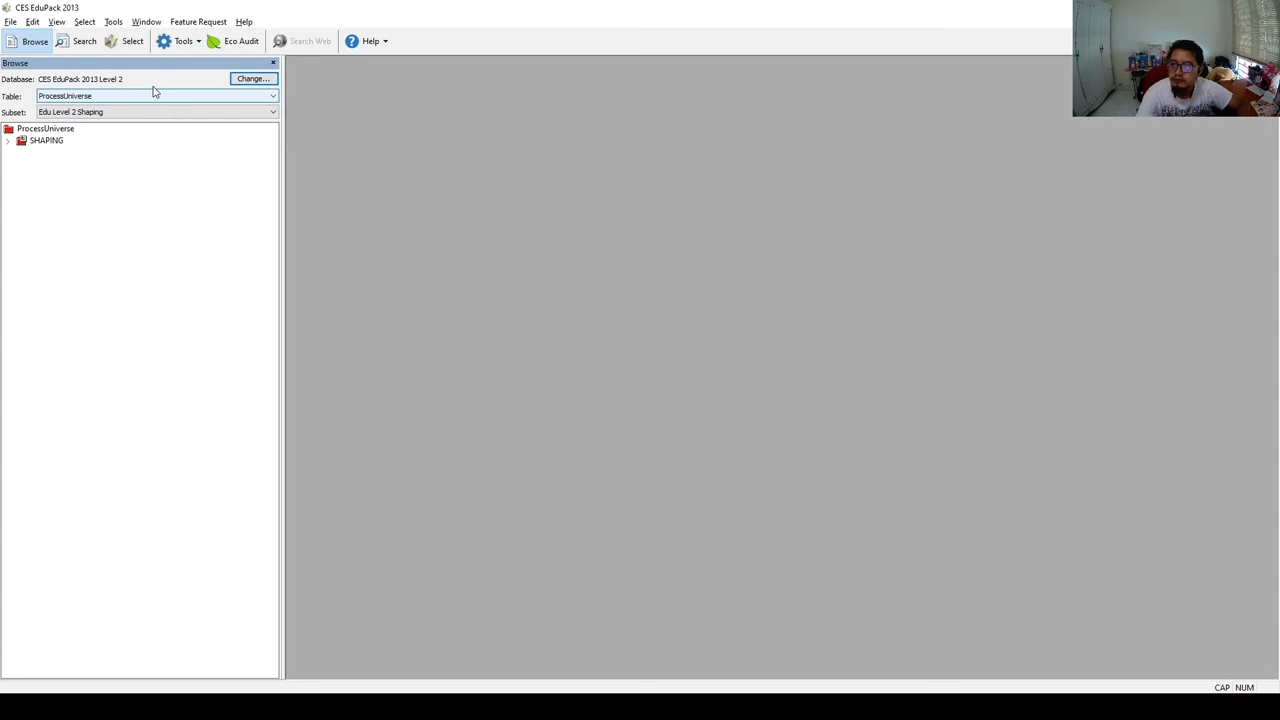 CES EduPack 2013
File Edit View Select Tools Window Feature Request Help
Browse Search Select Tools Eco Audit Search Web Help
Browse
Database: CES EduPack 2013 Level 2 Change...
Table: ProcessUniverse
Subset: Edu Level 2 Shaping
ProcessUniverse
SHAPING
CAP NUM